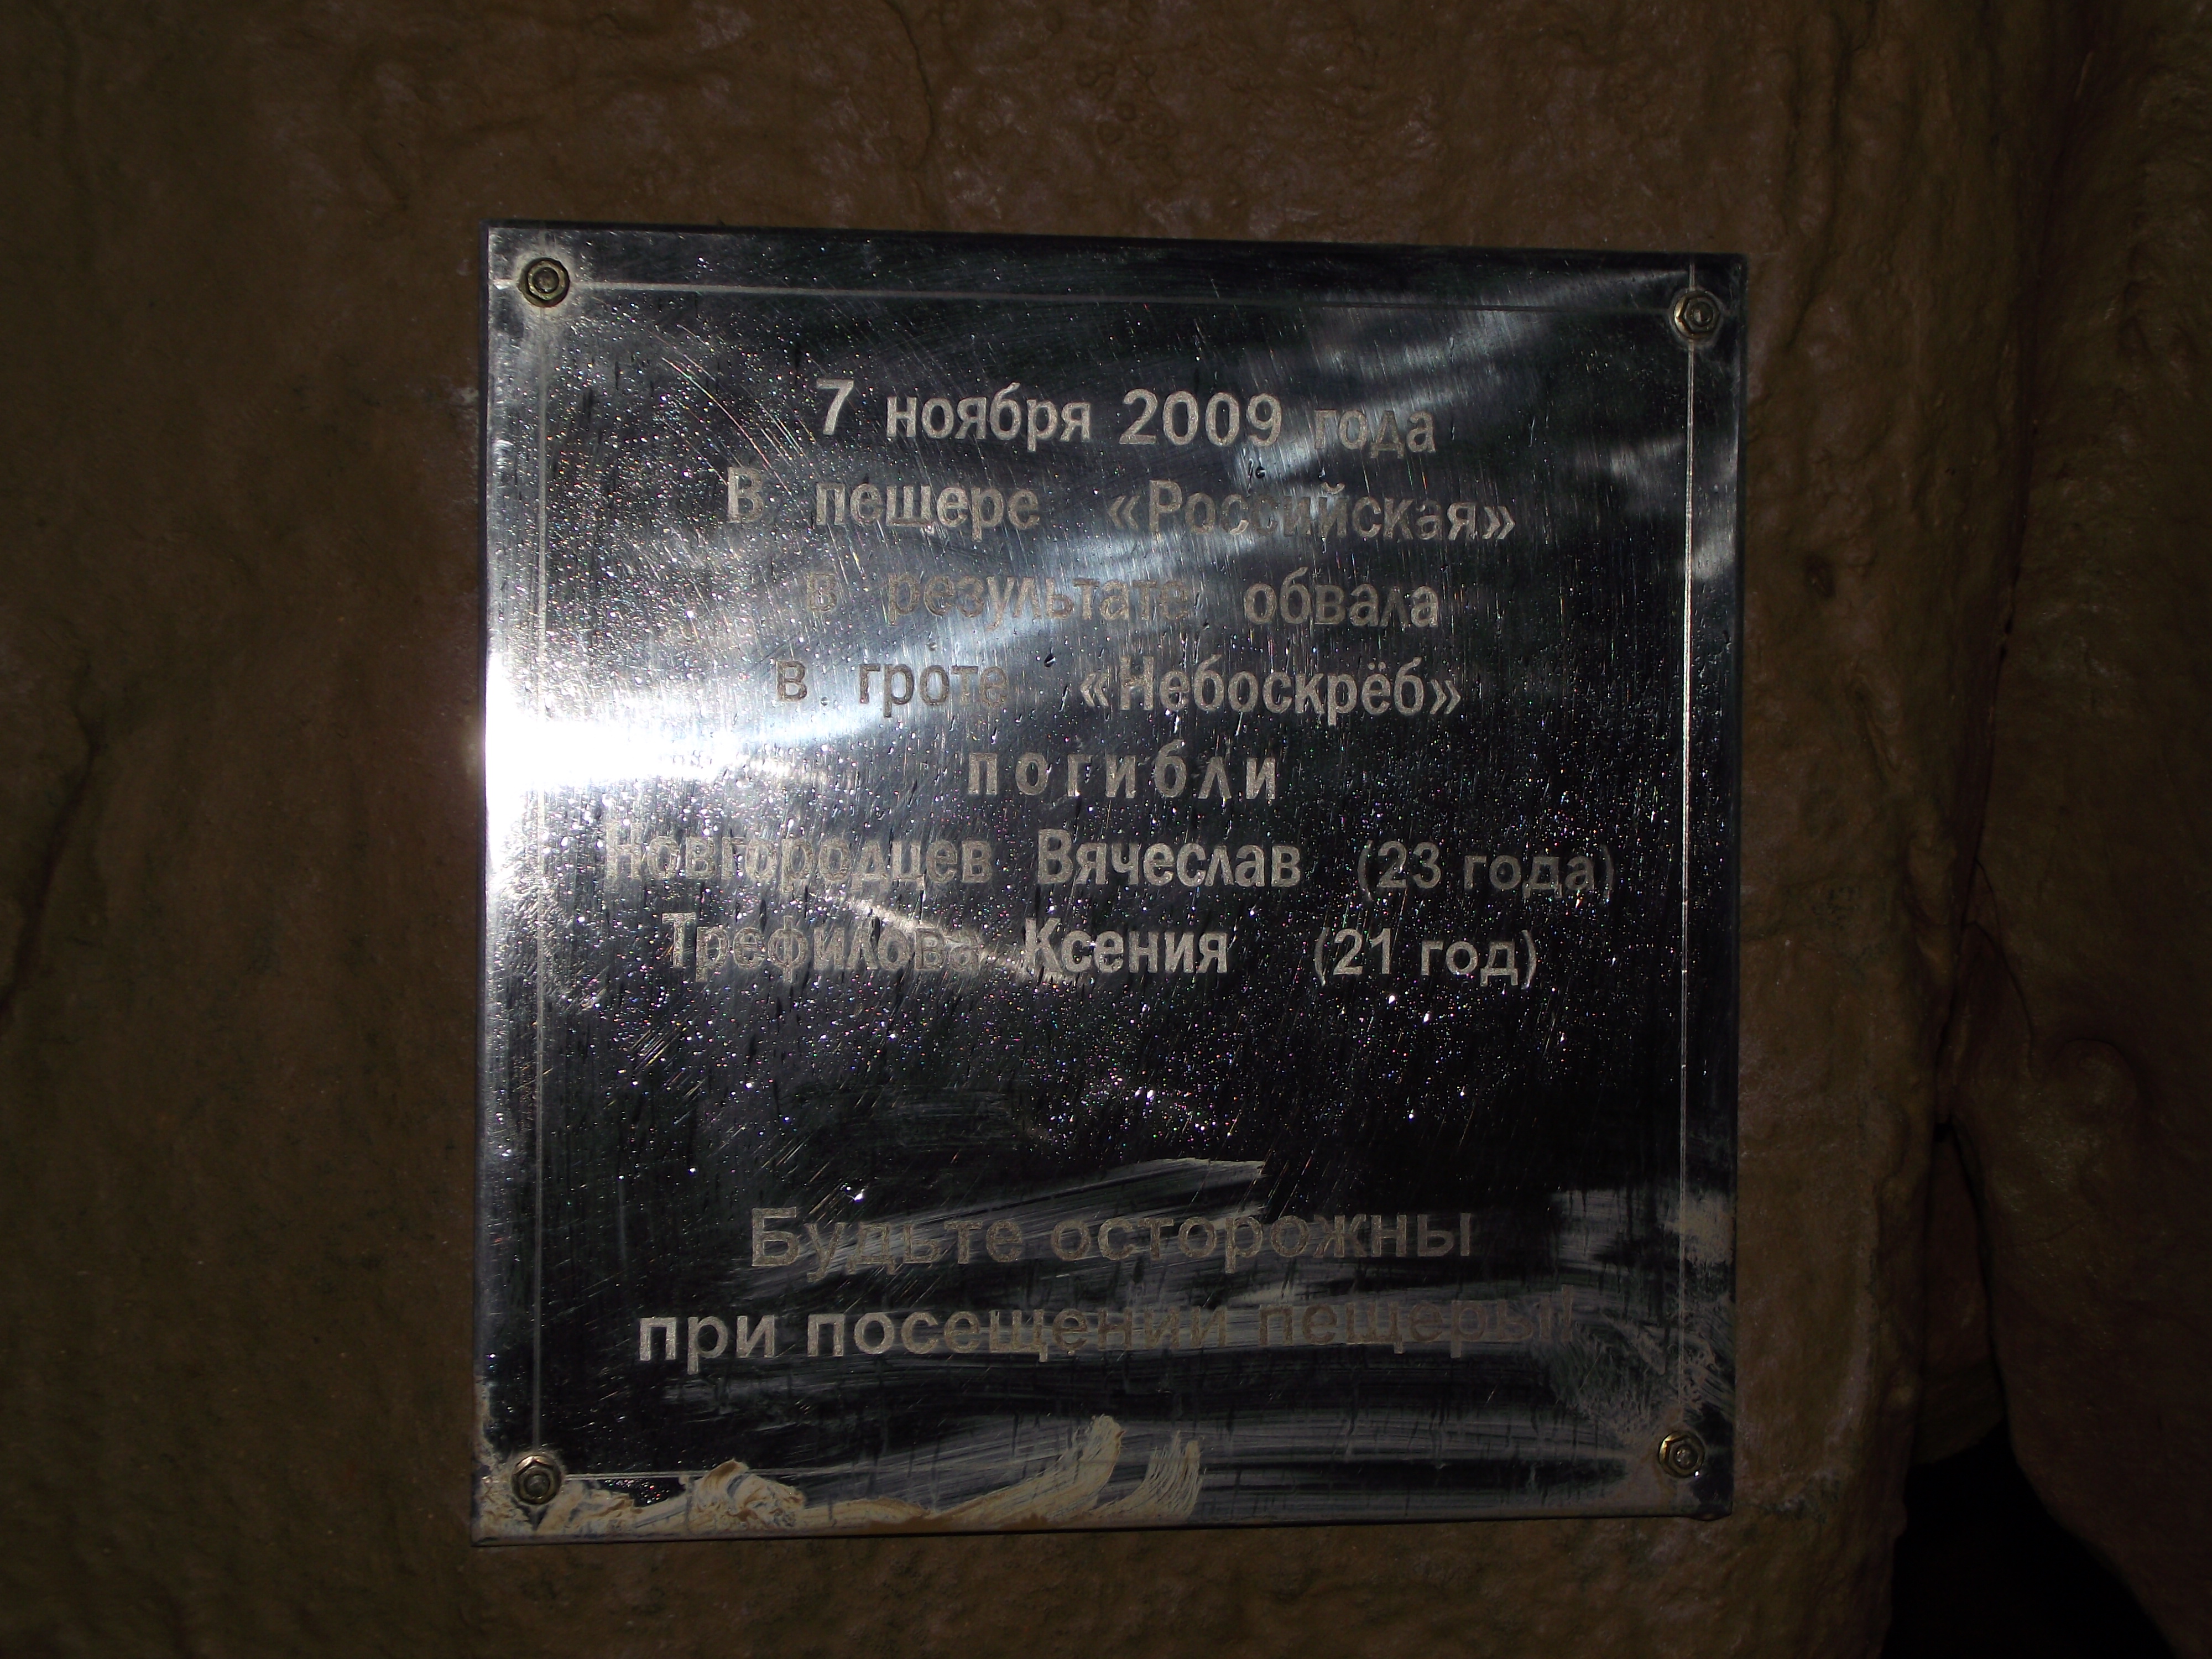 7 ноября 2009 года
В пещере «Российская»
в результате обвала
в гроте «Небоскрёб»
погибли
Новгородцев Вячеслав (23 года)
Трефилова Ксения (21 год)
Будьте осторожны
при посещении пещеры!